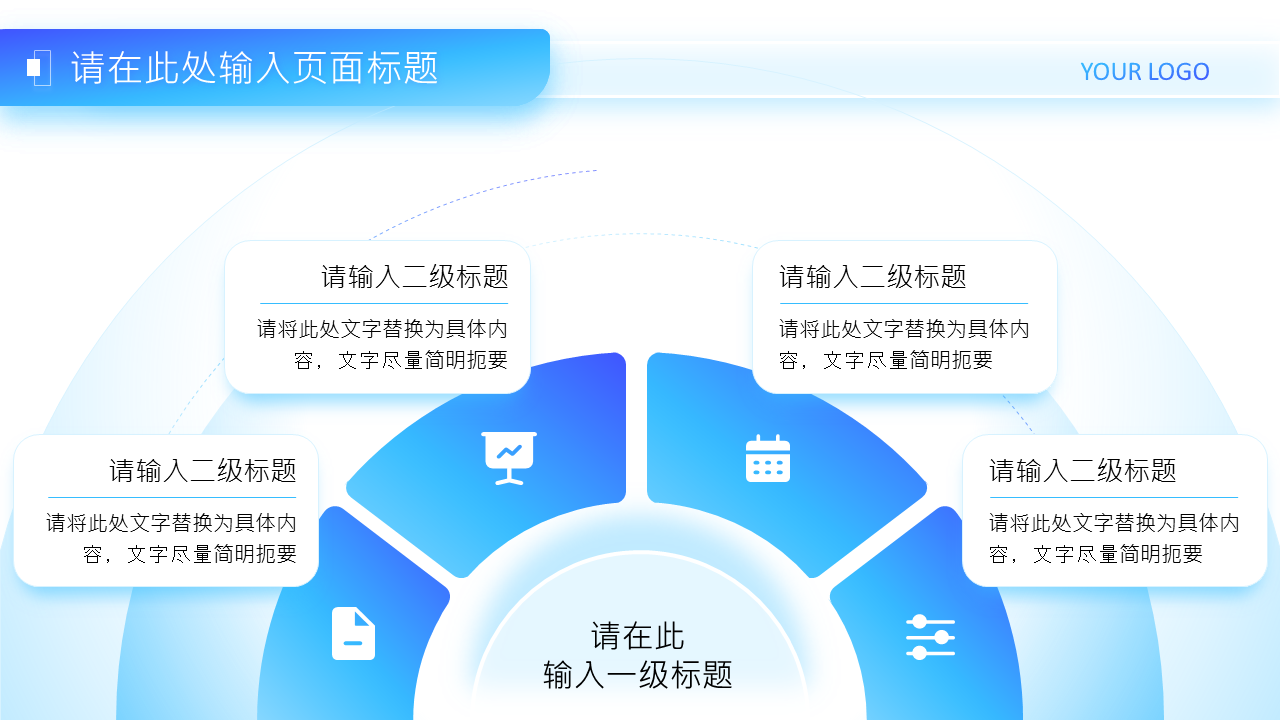 请在此处输入页面标题
YOUR LOGO
请输入二级标题
请将此处文字替换为具体内
容，文字尽量简明扼要
请输入二级标题
请将此处文字替换为具体内
容，文字尽量简明扼要
请输入二级标题
请将此处文字替换为具体内
容，文字尽量简明扼要
请输入二级标题
请将此处文字替换为具体内
容，文字尽量简明扼要
请在此
输入一级标题